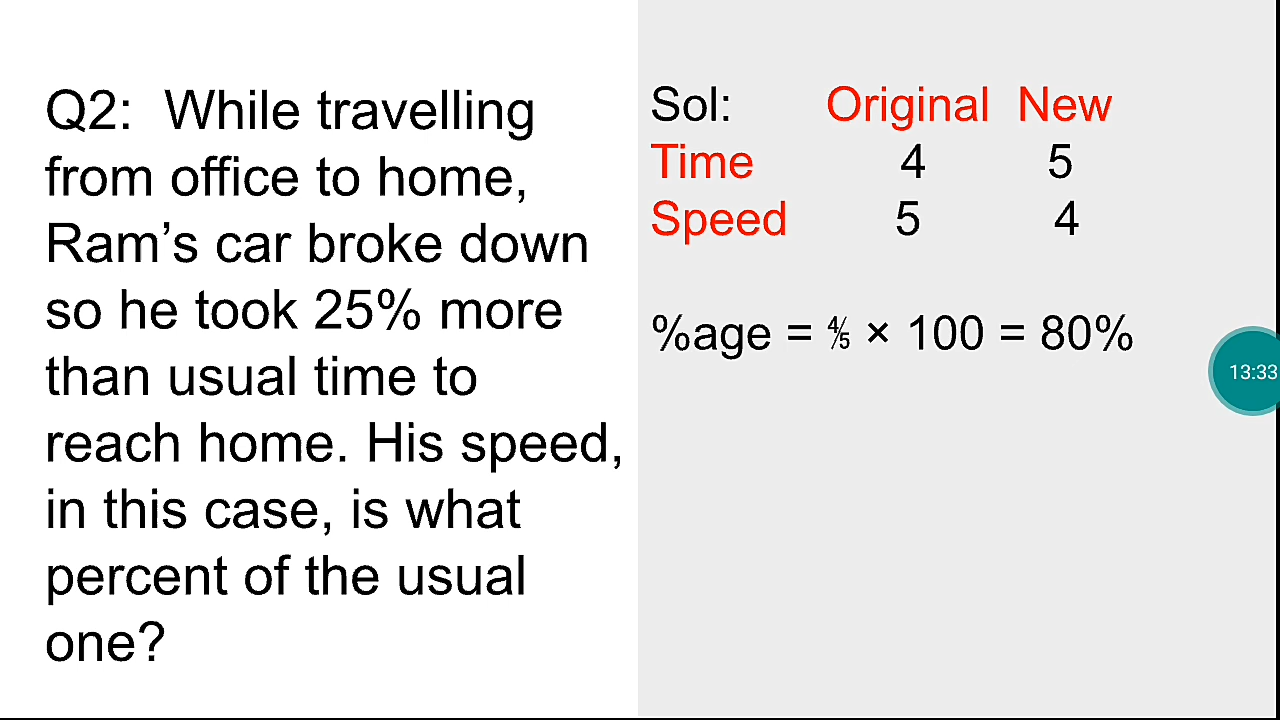 Q2:  While travelling
from office to home,
Ram’s car broke down
so he took 25% more
than usual time to
reach home. His speed,
in this case, is what
percent of the usual
one?
Sol: Original New
Time 4 5
Speed 5 4
%age = ⅘ × 100 = 80%
13:33